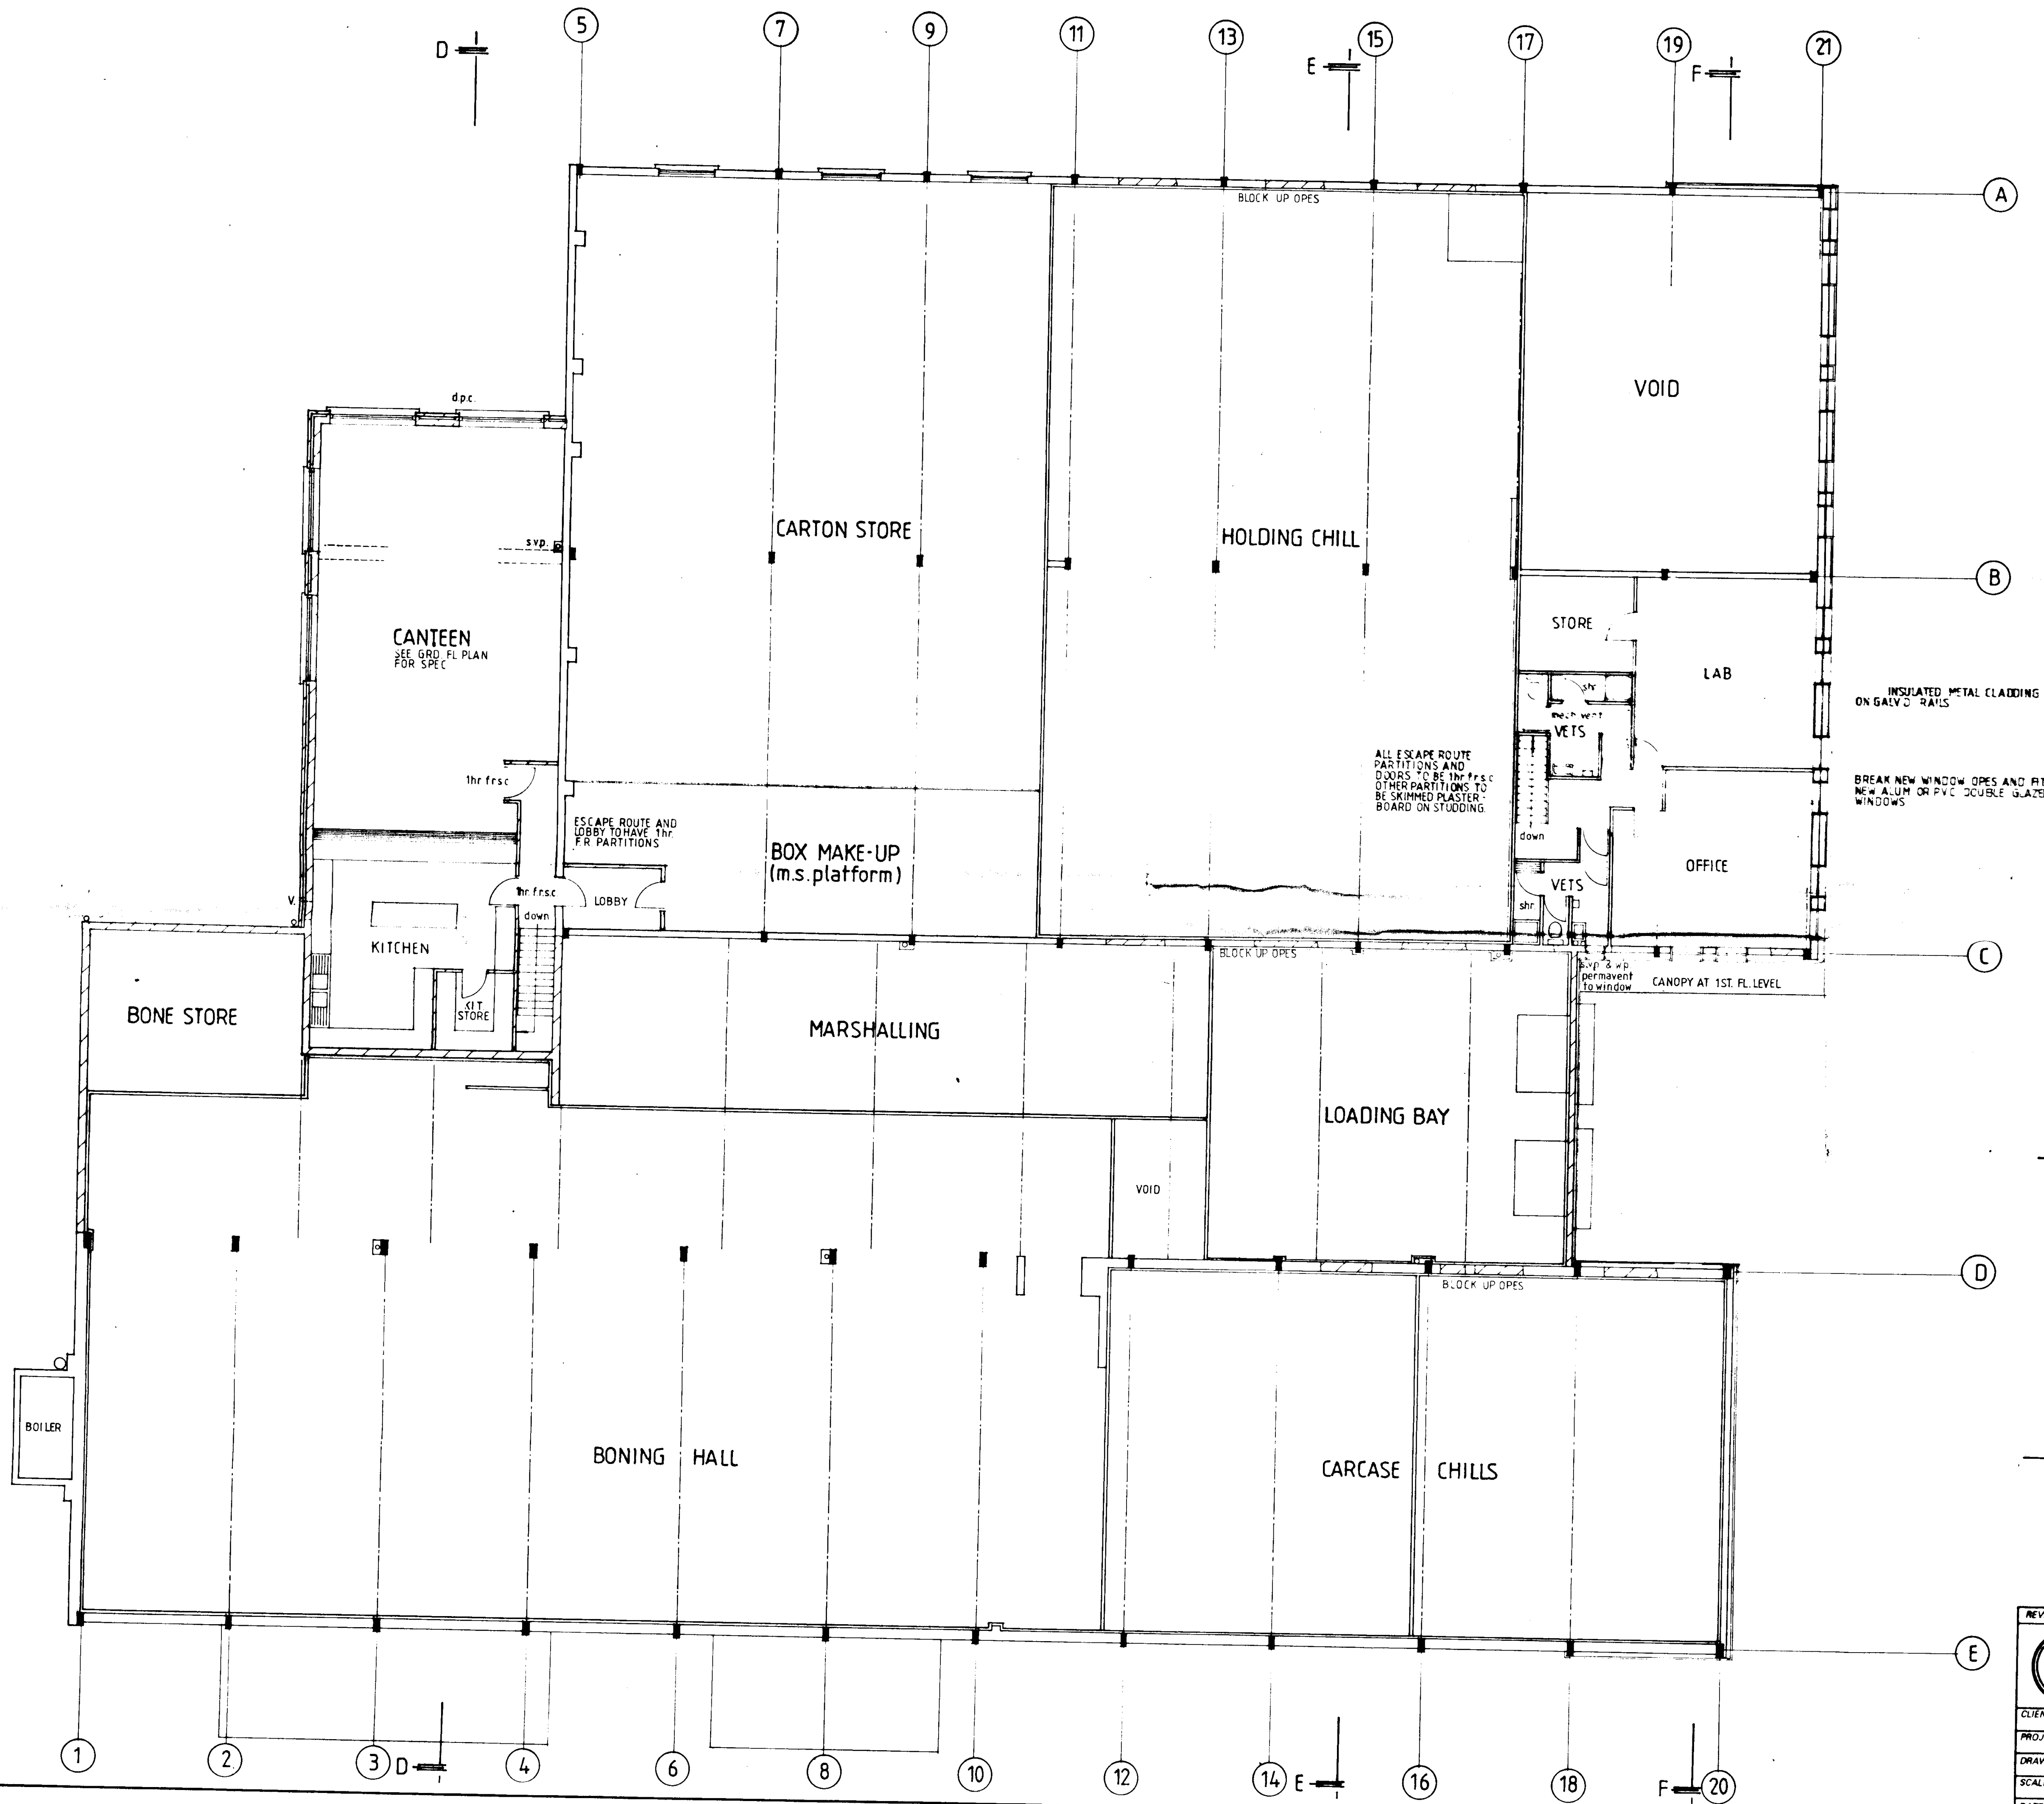 5
7
9
11
13
15
17
19
21
D
E
F
A
BLOCK UP OPES
VOID
d.p.c.
CARTON STORE
HOLDING CHILL
s.v.p.
B
STORE
CANTEEN
SEE GRD. FL PLAN
FOR SPEC
LAB
shr
mech vent
VETS
INSULATED METAL CLADDING
ON GALV'D RAILS
ALL ESCAPE ROUTE
PARTITIONS AND
DOORS TO BE 1hr f.r.s.c
OTHER PARTITIONS TO
BE SKIMMED PLASTER-
BOARD ON STUDDING.
1hr f.r.s.c
BREAK NEW WINDOW OPES AND FIT
NEW ALUM OR PVC DOUBLE GLAZE
WINDOWS
ESCAPE ROUTE AND
LOBBY TO HAVE 1hr.
F.R PARTITIONS
down
BOX MAKE-UP
(m.s. platform)
OFFICE
1hr f.r.s.c
LOBBY
VETS
V.
shr.
down
KITCHEN
BLOCK UP OPES
C
s.v.p & w.p
permavent
to window
CANOPY AT 1ST. FL. LEVEL
BONE STORE
KIT
STORE
MARSHALLING
LOADING BAY
VOID
D
BLOCK UP OPES
BOILER
BONING HALL
CARCASE CHILLS
E
REV
CLIEN
PROJ
DRAW
SCAL
1
2
3
D
4
6
8
10
12
14
E
16
18
F
20